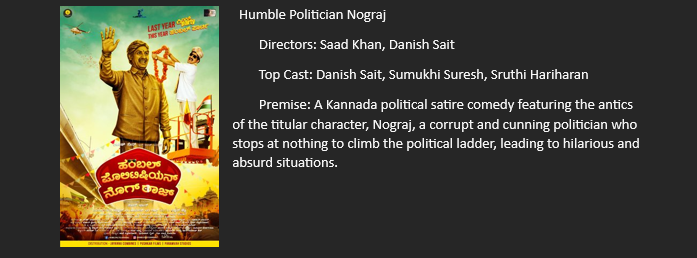 Humble Politician Nograj
Directors: Saad Khan, Danish Sait
Top Cast: Danish Sait, Sumukhi Suresh, Sruthi Hariharan
Premise: A Kannada political satire comedy featuring the antics
of the titular character, Nograj, a corrupt and cunning politician who
stops at nothing to climb the political ladder, leading to hilarious and
absurd situations.
LAST YEAR
THIS YEAR
ಹಂಬಲ್
ಪೊಲಿಟಿಷಿಯನ್
ನೊಗ್ ರಾಜ್